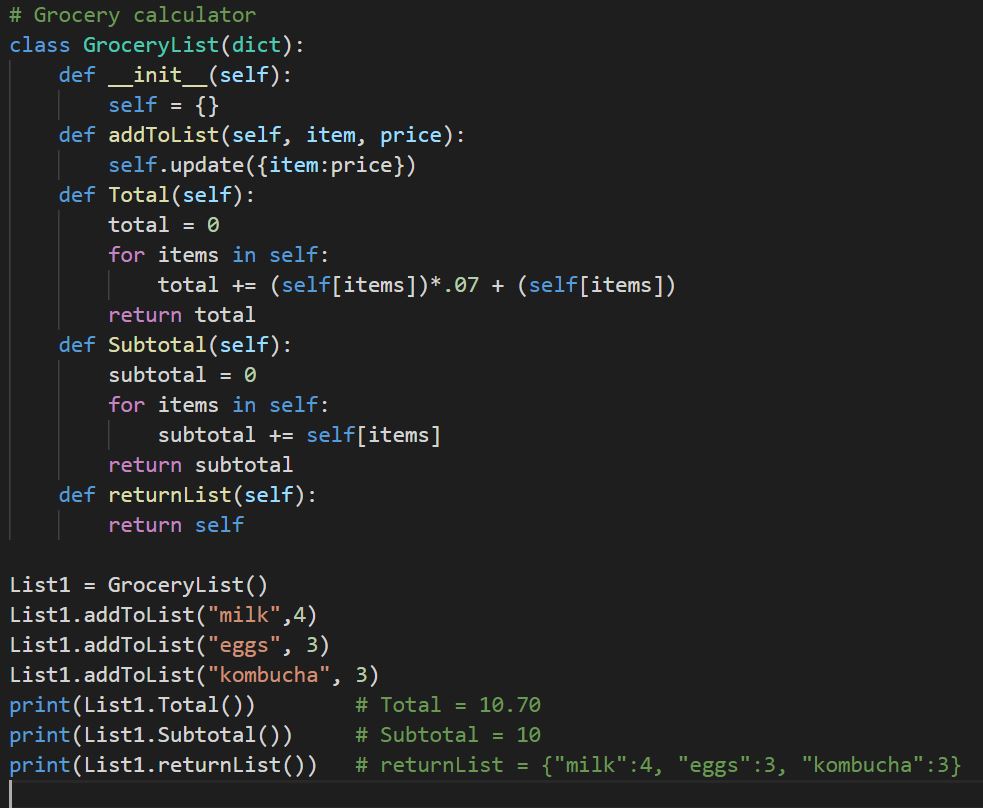 # Grocery calculator
class GroceryList(dict):
    def __init__(self):
        self = {}
    def addToList(self, item, price):
        self.update({item:price})
    def Total(self):
        total = 0
        for items in self:
            total += (self[items])*.07 + (self[items])
        return total
    def Subtotal(self):
        subtotal = 0
        for items in self:
            subtotal += self[items]
        return subtotal
    def returnList(self):
        return self

List1 = GroceryList()
List1.addToList("milk",4)
List1.addToList("eggs", 3)
List1.addToList("kombucha", 3)
print(List1.Total())        # Total = 10.70
print(List1.Subtotal())     # Subtotal = 10
print(List1.returnList())   # returnList = {"milk":4, "eggs":3, "kombucha":3}